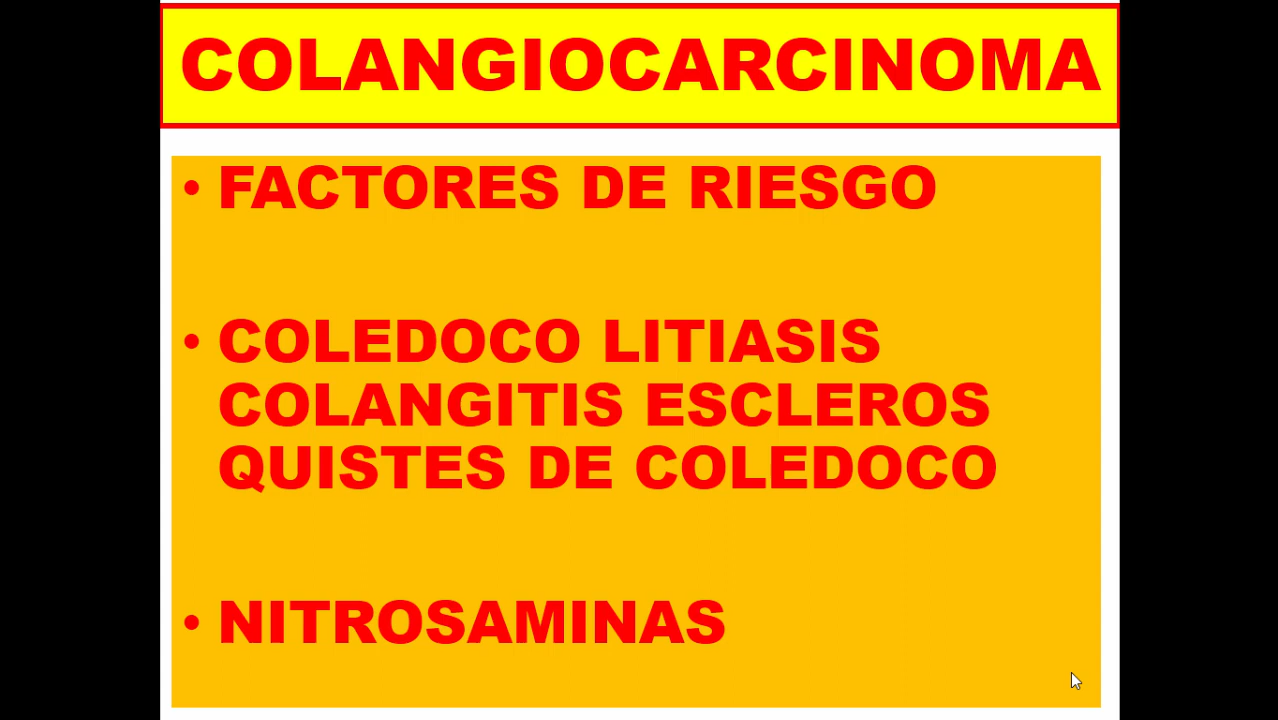 COLANGIOCARCINOMA
• FACTORES DE RIESGO
• COLEDOCO LITIASIS
COLANGITIS ESCLEROS
QUISTES DE COLEDOCO
• NITROSAMINAS